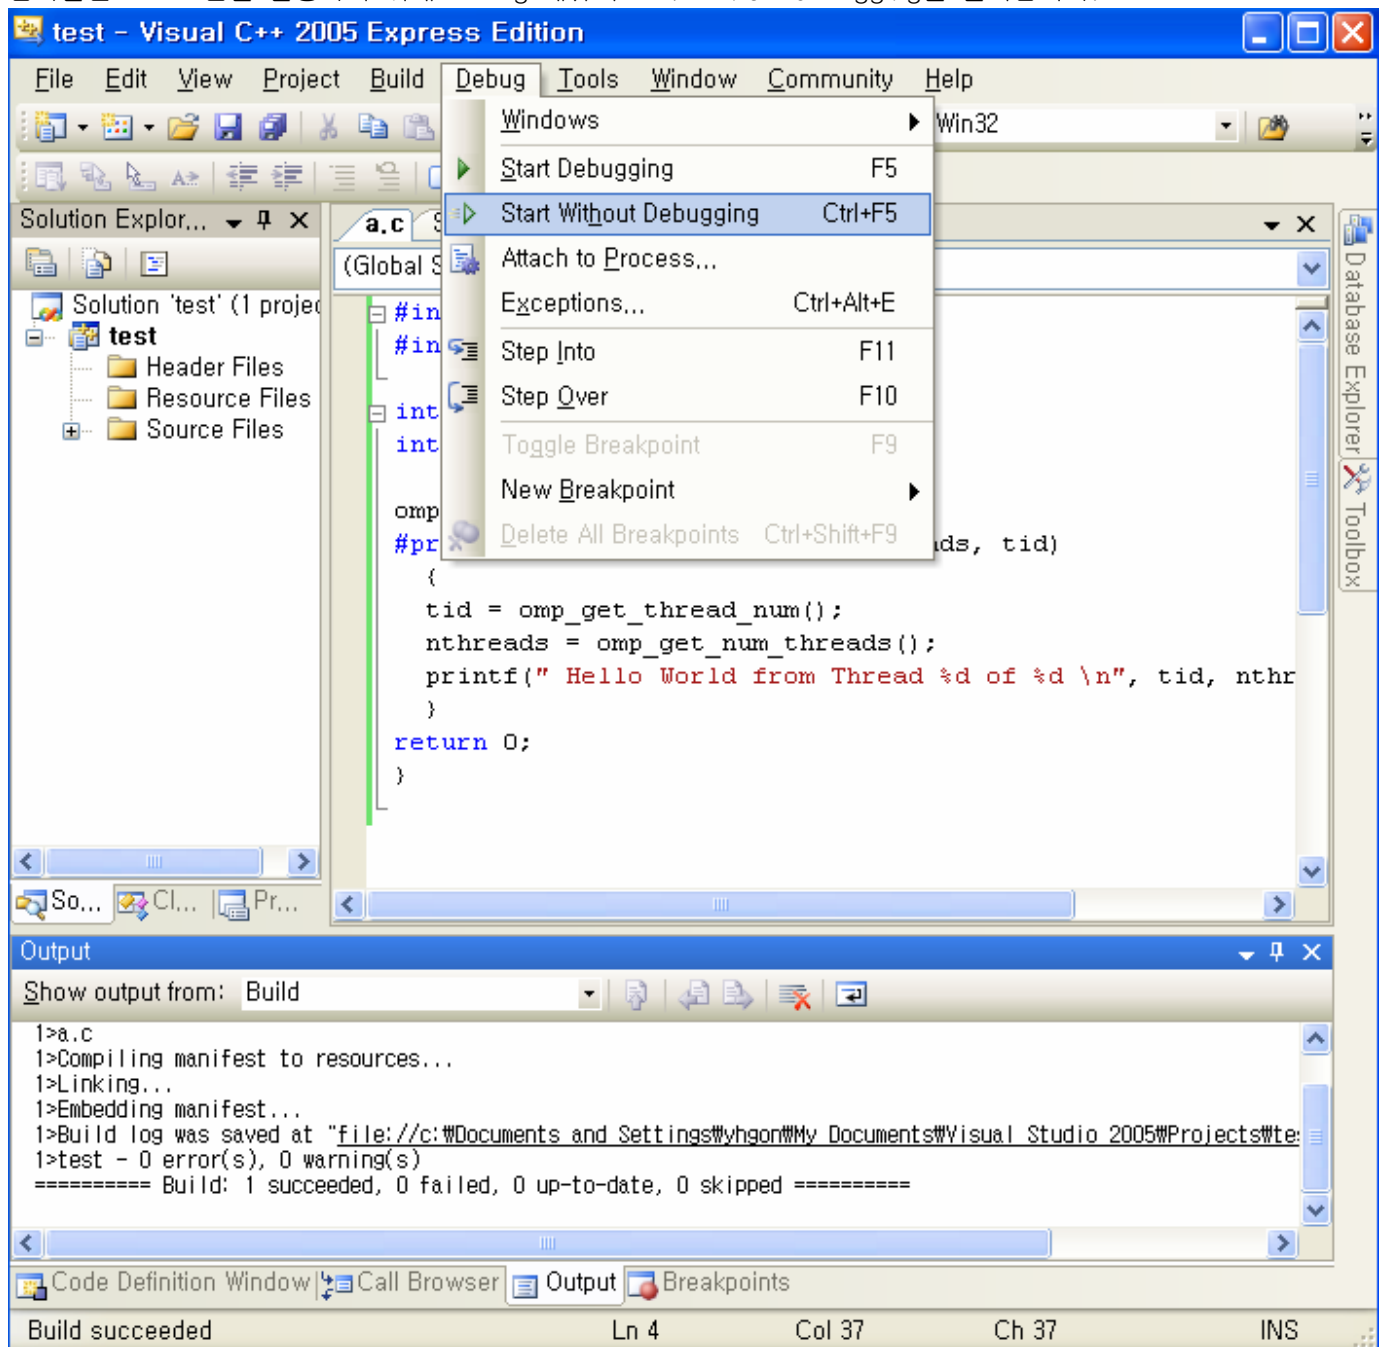 test - Visual C++ 2005 Express Edition
File Edit View Project Build Debug Tools Window Community Help
Win32
Windows
Start Debugging F5
Start Without Debugging Ctrl+F5
Attach to Process...
Exceptions... Ctrl+Alt+E
Step Into F11
Step Over F10
Toggle Breakpoint F9
New Breakpoint
Delete All Breakpoints Ctrl+Shift+F9
Solution Explor...
Solution 'test' (1 projec
test
Header Files
Resource Files
Source Files
So... Cl... Pr...
a.c
(Global S
#in
#in
int
int
omp
#pr ds, tid)
{
tid = omp_get_thread_num();
nthreads = omp_get_num_threads();
printf(" Hello World from Thread %d of %d \n", tid, nthr
}
return 0;
}
Database Explorer
Toolbox
Output
Show output from: Build
1>a.c
1>Compiling manifest to resources...
1>Linking...
1>Embedding manifest...
1>Build log was saved at "file://c:₩Documents and Settings₩yhgon₩My Documents₩Visual Studio 2005₩Projects₩te
1>test - 0 error(s), 0 warning(s)
========== Build: 1 succeeded, 0 failed, 0 up-to-date, 0 skipped ==========
Code Definition Window Call Browser Output Breakpoints
Build succeeded Ln 4 Col 37 Ch 37 INS